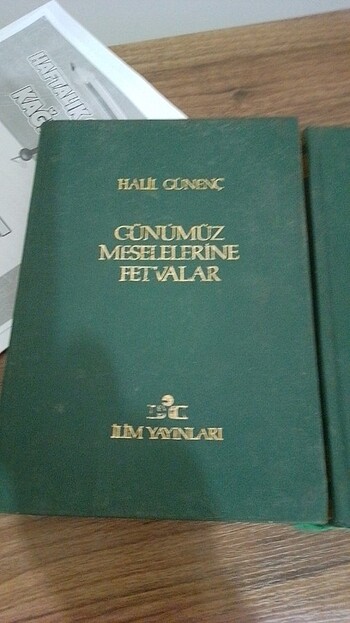 HALİL GÜNENÇ
GÜNÜMÜZ
MESELELERİNE
FETVALAR
İLİM YAYINLARI